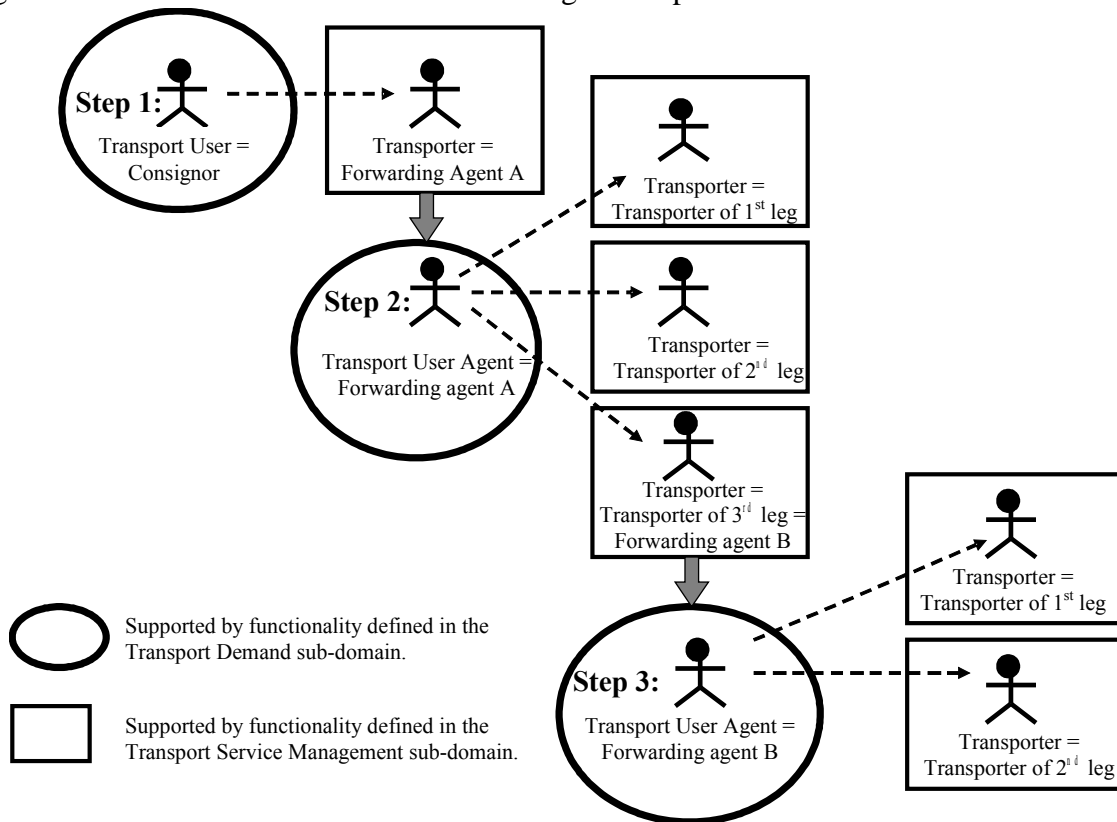 Step 1:
Transport User =
Consignor
Transporter =
Forwarding Agent A
Transporter =
Transporter of 1st leg
Step 2:
Transport User Agent =
Forwarding agent A
Transporter =
Transporter of 2nd leg
Transporter =
Transporter of 3rd leg =
Forwarding agent B
Transporter =
Transporter of 1st leg
Step 3:
Transport User Agent =
Forwarding agent B
Transporter =
Transporter of 2nd leg
Supported by functionality defined in the
Transport Demand sub-domain.
Supported by functionality defined in the
Transport Service Management sub-domain.